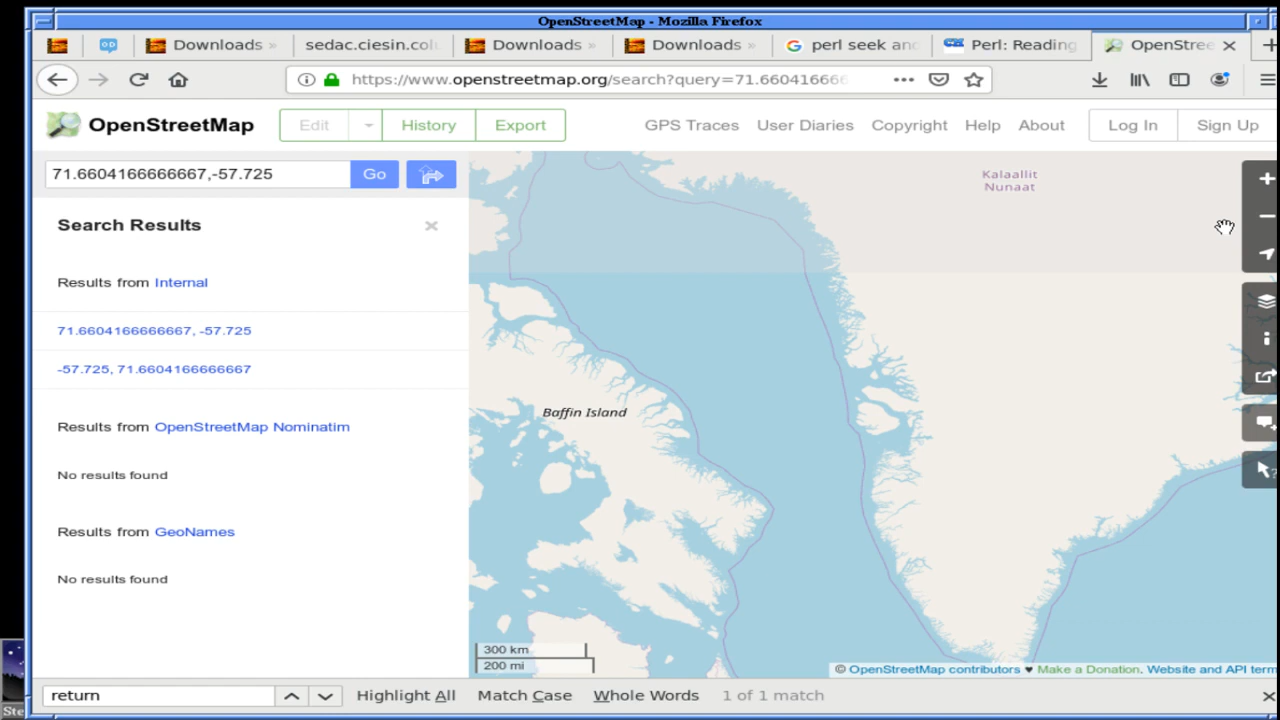 OpenStreetMap - Mozilla Firefox
Downloads
sedac.ciesin.colu
Downloads
Downloads
perl seek and
Perl: Reading
OpenStree
https://www.openstreetmap.org/search?query=71.660416666
OpenStreetMap
Edit
History
Export
GPS Traces
User Diaries
Copyright
Help
About
Log In
Sign Up
71.6604166666667,-57.725
Go
Search Results
Results from Internal
71.6604166666667, -57.725
-57.725, 71.6604166666667
Results from OpenStreetMap Nominatim
No results found
Results from GeoNames
No results found
Kalaallit
Nunaat
Baffin Island
300 km
200 mi
© OpenStreetMap contributors ♥ Make a Donation. Website and API term
return
Highlight All
Match Case
Whole Words
1 of 1 match
Ste